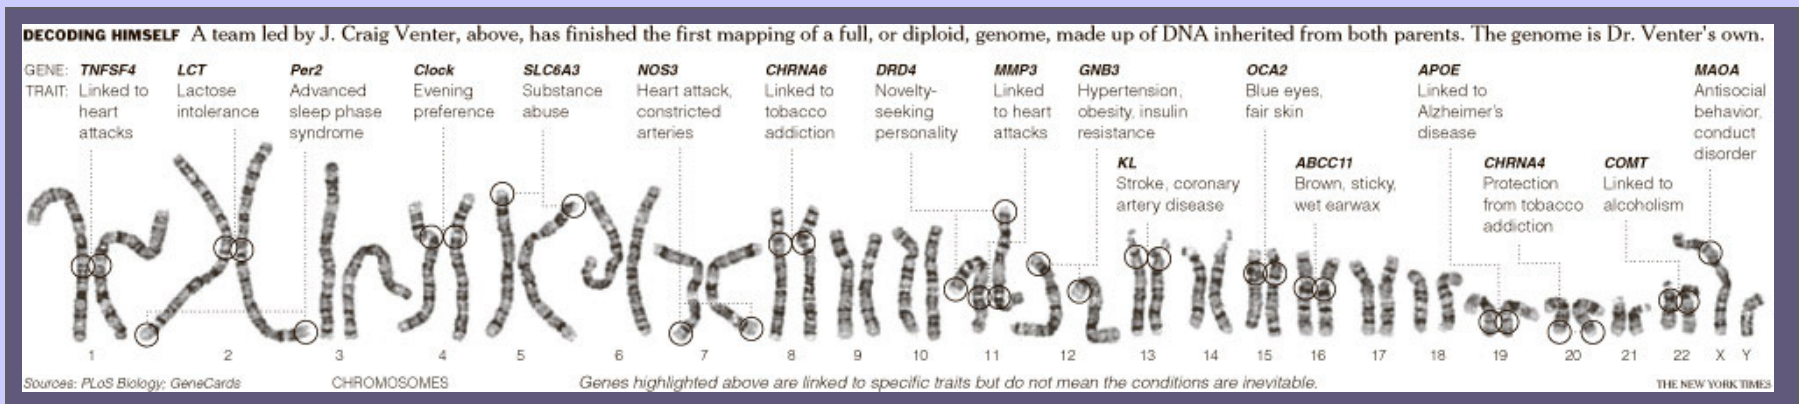 DECODING HIMSELF A team led by J. Craig Venter, above, has finished the first mapping of a full, or diploid, genome, made up of DNA inherited from both parents. The genome is Dr. Venter's own.
GENE: TNFSF4 LCT Per2 Clock SLC6A3 NOS3 CHRNA6 DRD4 MMP3 GNB3 OCA2 APOE MAOA
TRAIT: Linked to Lactose Advanced Evening Substance Heart attack, Linked to Novelty- Linked Hypertension, Blue eyes, Linked to Antisocial
heart intolerance sleep phase preference abuse constricted tobacco seeking to heart obesity, insulin fair skin Alzheimer's behavior,
attacks syndrome arteries addiction personality attacks resistance disease conduct
disorder
KL ABCC11 CHRNA4 COMT
Stroke, coronary Brown, sticky, Protection Linked to
artery disease wet earwax from tobacco alcoholism
addiction
1 2 3 4 5 6 7 8 9 10 11 12 13 14 15 16 17 18 19 20 21 22 X Y
Sources: PLoS Biology; GeneCards CHROMOSOMES Genes highlighted above are linked to specific traits but do not mean the conditions are inevitable. THE NEW YORK TIMES